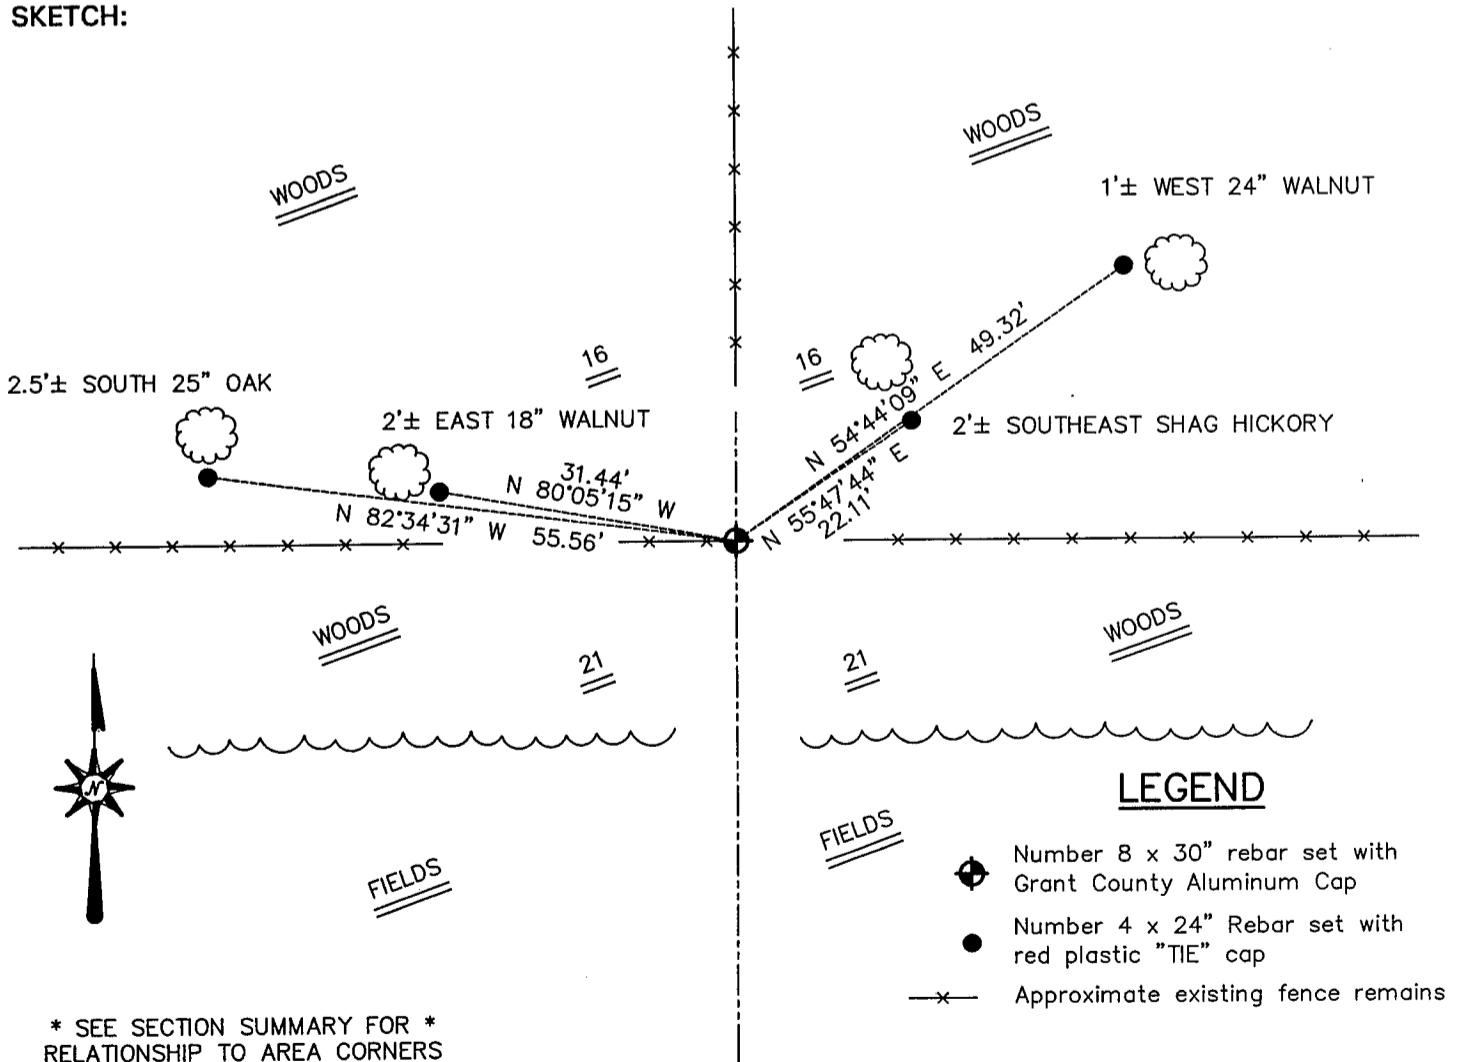 SKETCH:
WOODS
WOODS
1'± WEST 24" WALNUT
49.32'
16
16
2.5'± SOUTH 25" OAK
2'± EAST 18" WALNUT
N 54°44'09" E
2'± SOUTHEAST SHAG HICKORY
31.44'
N 80°05'15" W
N 55°47'44" E
22.11'
N 82°34'31" W 55.56'
WOODS
WOODS
21
21
N
LEGEND
FIELDS
FIELDS
Number 8 x 30" rebar set with
Grant County Aluminum Cap
Number 4 x 24" Rebar set with
red plastic "TIE" cap
Approximate existing fence remains
* SEE SECTION SUMMARY FOR *
RELATIONSHIP TO AREA CORNERS